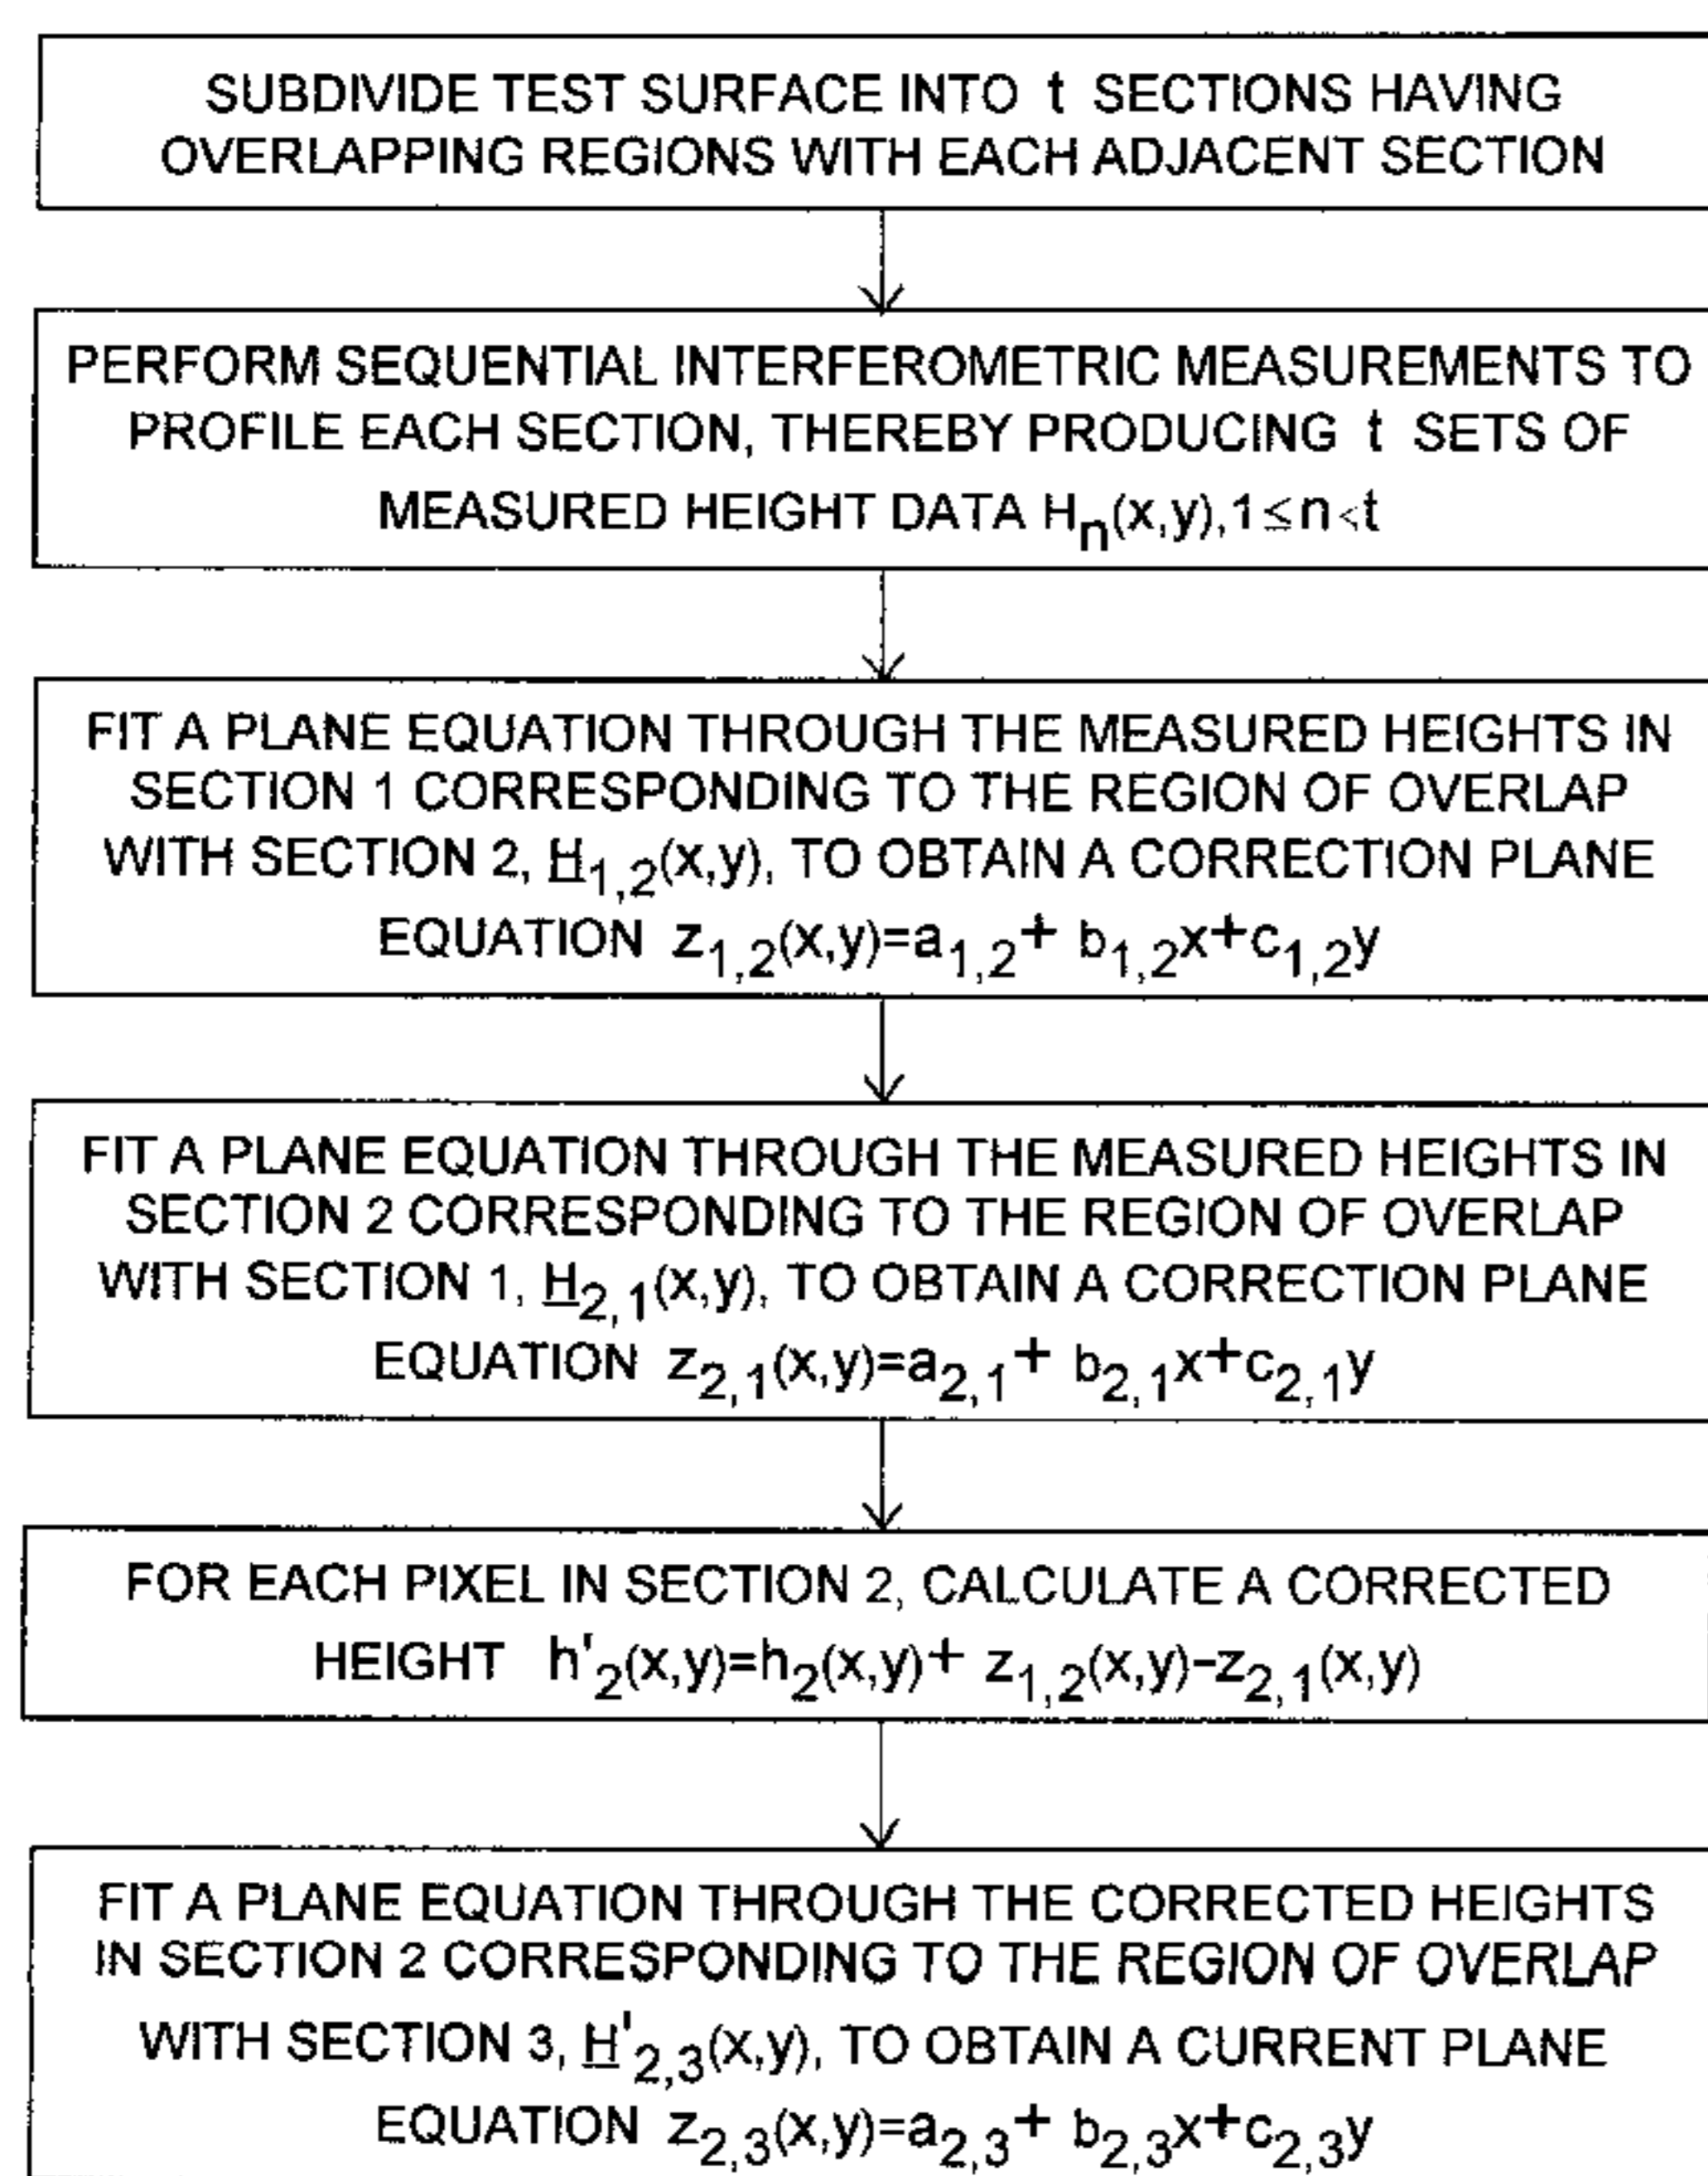 SUBDIVIDE TEST SURFACE INTO t SECTIONS HAVING
OVERLAPPING REGIONS WITH EACH ADJACENT SECTION
PERFORM SEQUENTIAL INTERFEROMETRIC MEASUREMENTS TO
PROFILE EACH SECTION, THEREBY PRODUCING t SETS OF
MEASURED HEIGHT DATA Hn(x,y),1≤n<t
FIT A PLANE EQUATION THROUGH THE MEASURED HEIGHTS IN
SECTION 1 CORRESPONDING TO THE REGION OF OVERLAP
WITH SECTION 2, H1,2(x,y), TO OBTAIN A CORRECTION PLANE
EQUATION z1,2(x,y)=a1,2+ b1,2x+c1,2y
FIT A PLANE EQUATION THROUGH THE MEASURED HEIGHTS IN
SECTION 2 CORRESPONDING TO THE REGION OF OVERLAP
WITH SECTION 1, H2,1(x,y), TO OBTAIN A CORRECTION PLANE
EQUATION z2,1(x,y)=a2,1+ b2,1x+c2,1y
FOR EACH PIXEL IN SECTION 2, CALCULATE A CORRECTED
HEIGHT h'2(x,y)=h2(x,y)+ z1,2(x,y)-z2,1(x,y)
FIT A PLANE EQUATION THROUGH THE CORRECTED HEIGHTS
IN SECTION 2 CORRESPONDING TO THE REGION OF OVERLAP
WITH SECTION 3, H'2,3(x,y), TO OBTAIN A CURRENT PLANE
EQUATION z2,3(x,y)=a2,3+ b2,3x+c2,3y